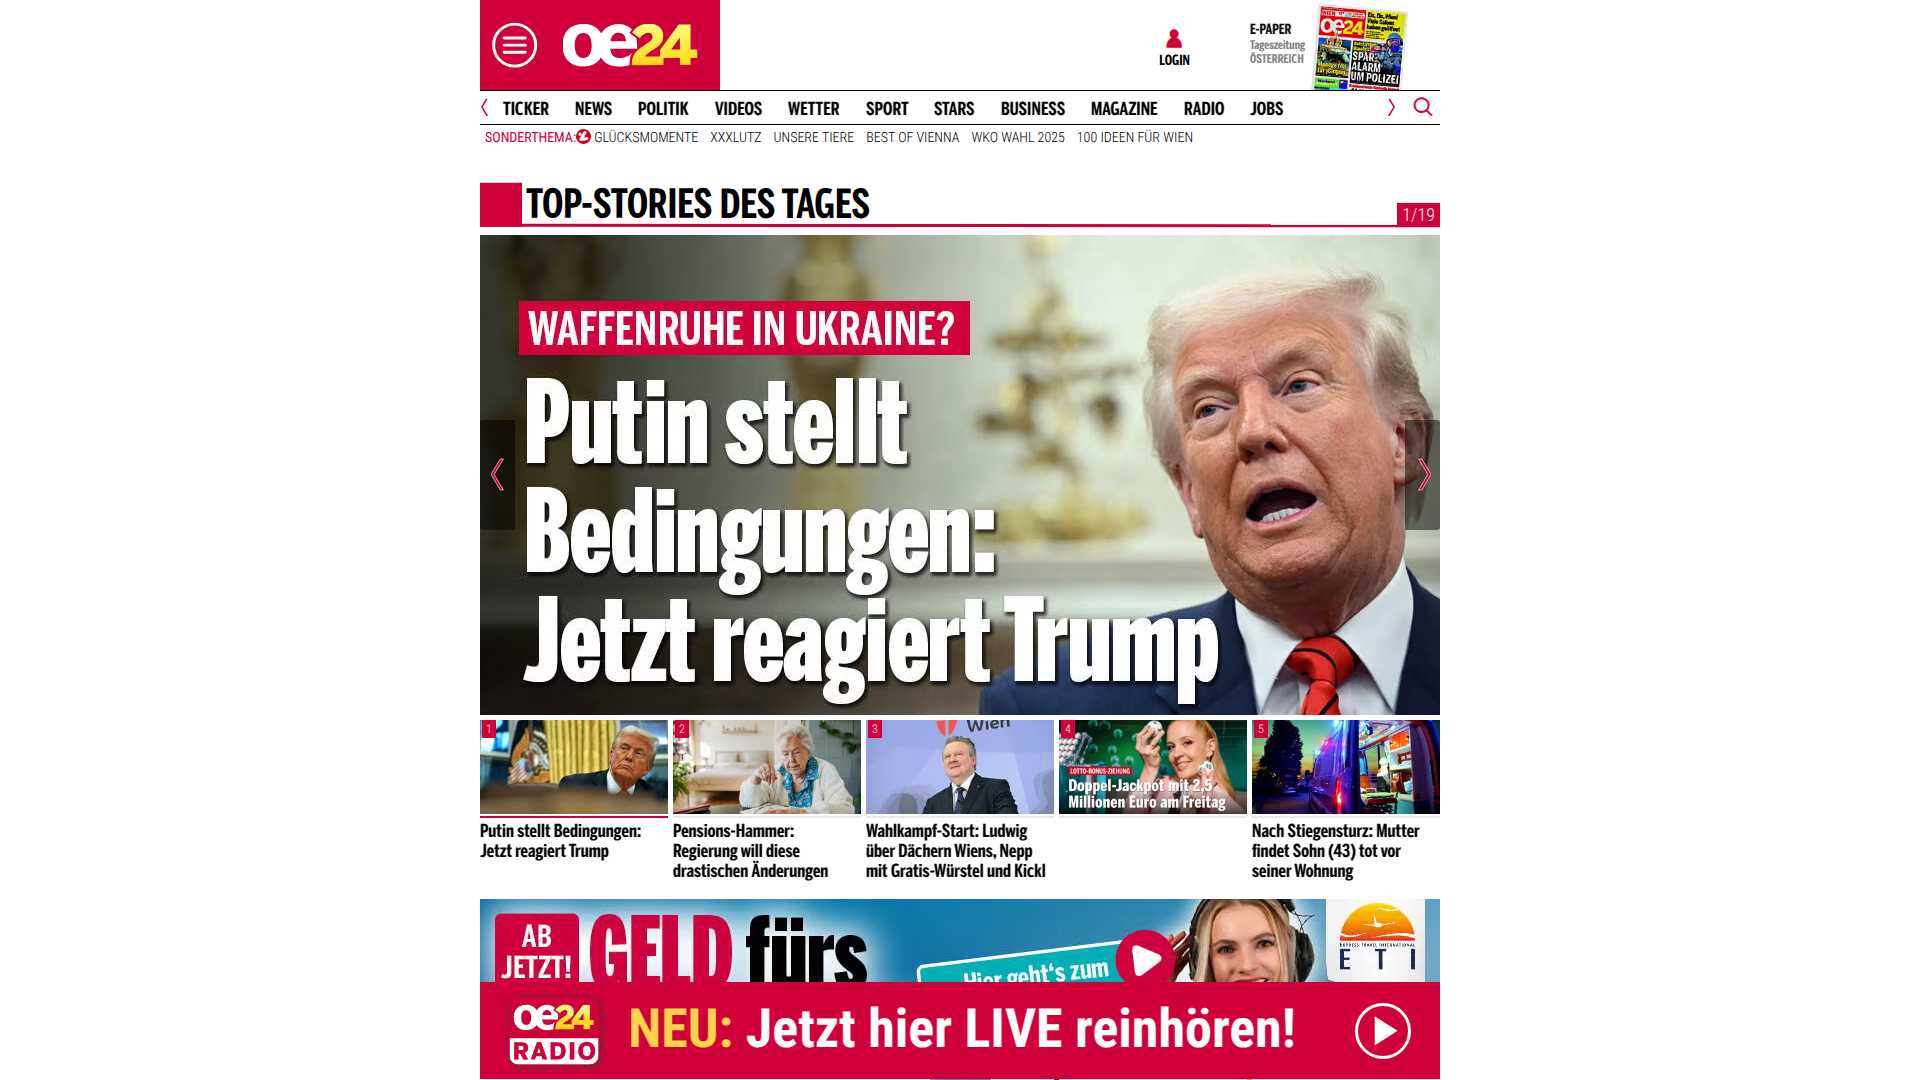 oe24
LOGIN
E-PAPER
Tageszeitung
ÖSTERREICH
oe24
SPAR-
ALARM
UM POLIZEI
TICKER NEWS POLITIK VIDEOS WETTER SPORT STARS BUSINESS MAGAZINE RADIO JOBS
SONDERTHEMA: GLÜCKSMOMENTE XXXLUTZ UNSERE TIERE BEST OF VIENNA WKO WAHL 2025 100 IDEEN FÜR WIEN
TOP-STORIES DES TAGES
1/19
WAFFENRUHE IN UKRAINE?
Putin stellt
Bedingungen:
Jetzt reagiert Trump
1
2
3
Wien
4
LOTTO-BONUS-ZIEHUNG
Doppel-Jackpot mit 2,5
Millionen Euro am Freitag
5
Putin stellt Bedingungen:
Jetzt reagiert Trump
Pensions-Hammer:
Regierung will diese
drastischen Änderungen
Wahlkampf-Start: Ludwig
über Dächern Wiens, Nepp
mit Gratis-Würstel und Kickl
Nach Stiegensturz: Mutter
findet Sohn (43) tot vor
seiner Wohnung
AB
JETZT!
GELD fürs
Hier geht's zum
EXPRESS TRAVEL INTERNATIONAL
ETI
oe24
RADIO
NEU: Jetzt hier LIVE reinhören!